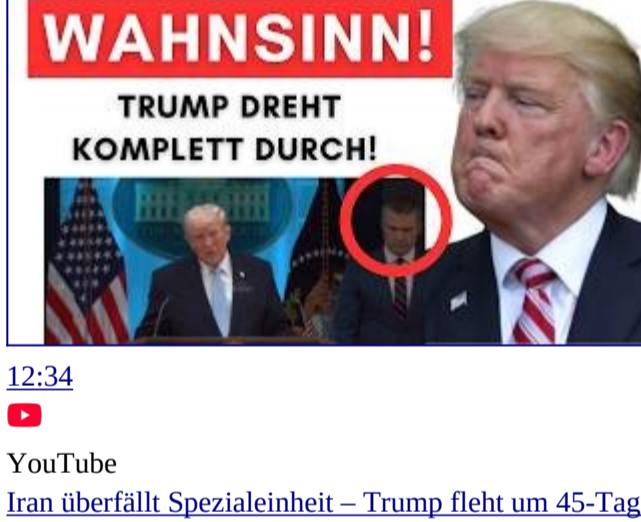 WAHNSINN!
TRUMP DREHT
KOMPLETT DURCH!
12:34
YouTube
Iran überfällt Spezialeinheit – Trump fleht um 45-Tag